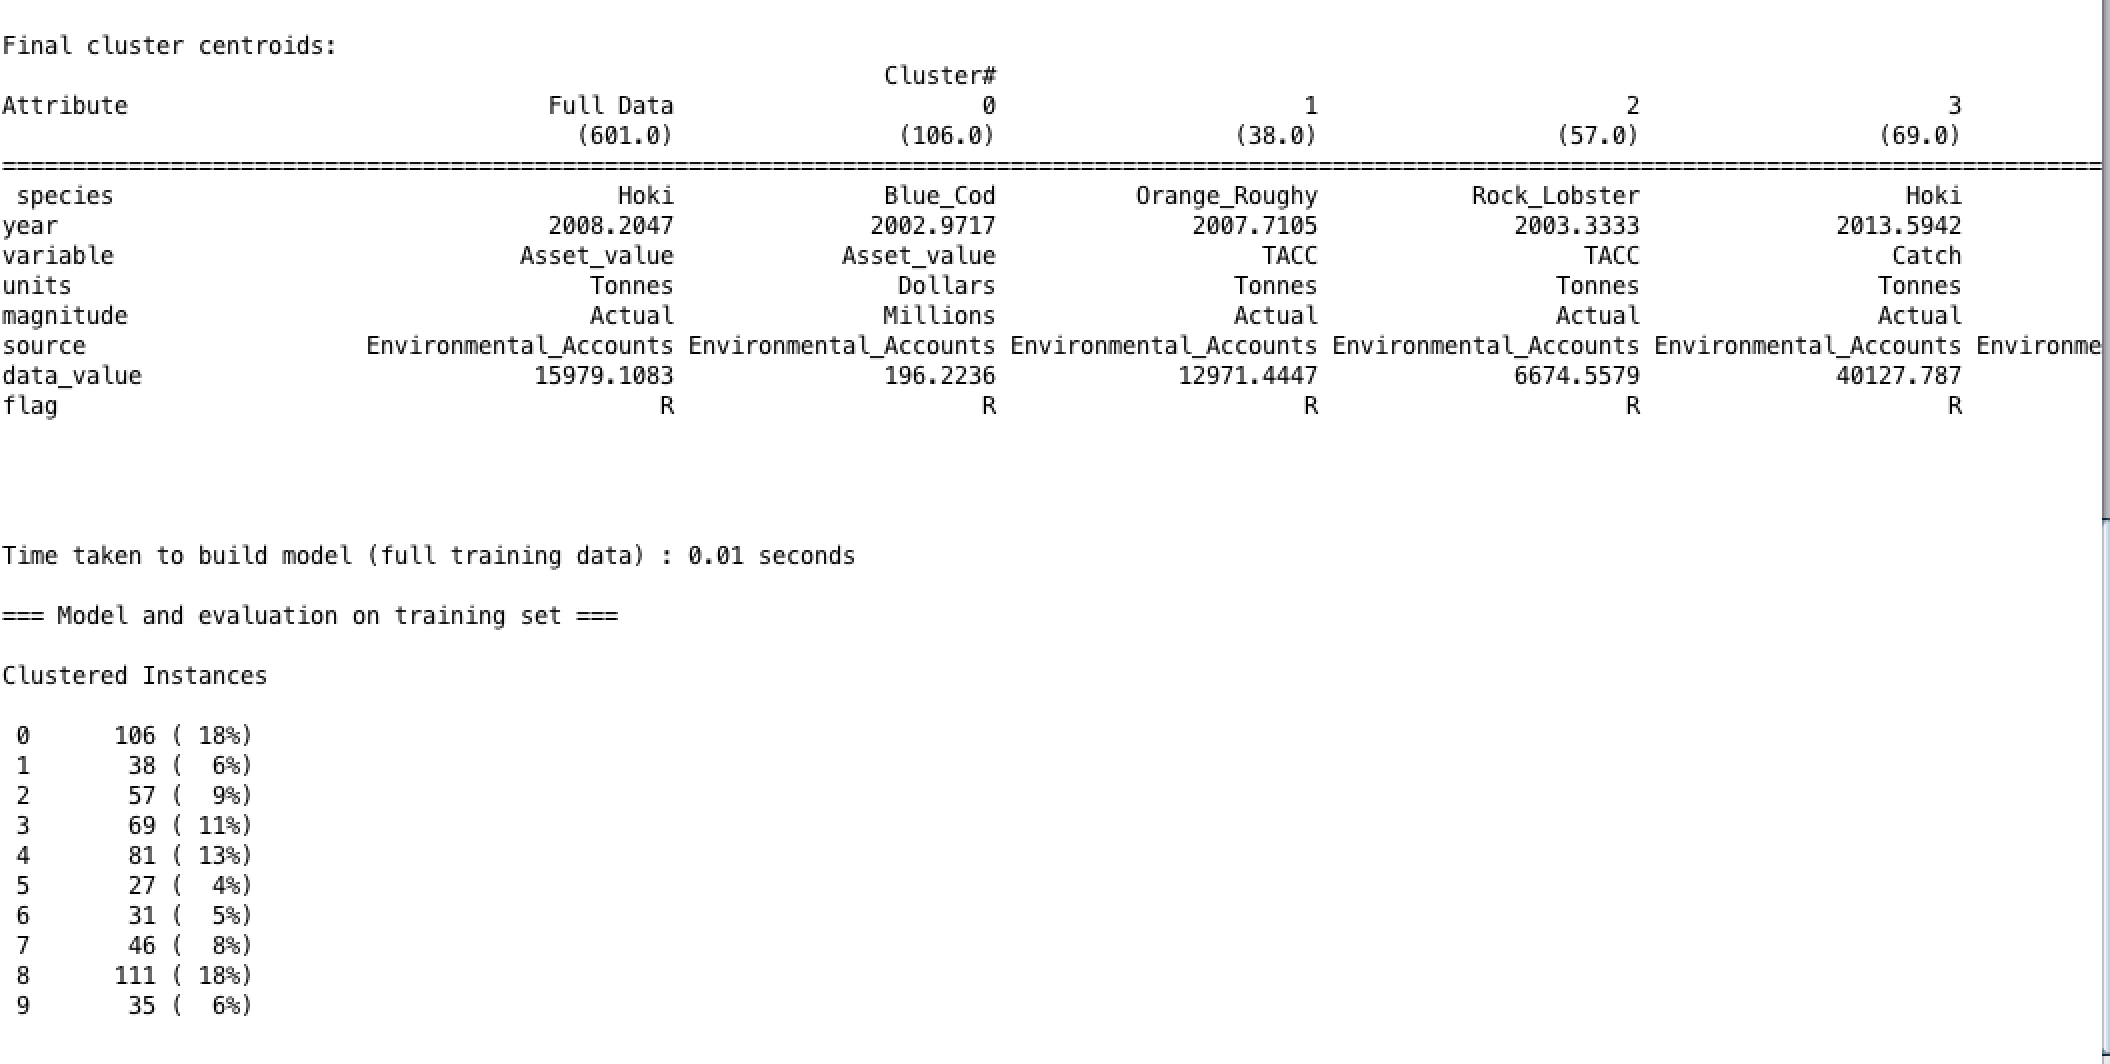 Final cluster centroids:
                                                               Cluster#
Attribute                              Full Data                      0                      1                      2                      3
                                         (601.0)                (106.0)                 (38.0)                 (57.0)                 (69.0)
======================================================================================================================================================
 species                                    Hoki               Blue_Cod          Orange_Roughy           Rock_Lobster                   Hoki
year                                   2008.2047              2002.9717              2007.7105              2003.3333              2013.5942
variable                             Asset_value            Asset_value                   TACC                   TACC                  Catch
units                                     Tonnes                Dollars                 Tonnes                 Tonnes                 Tonnes
magnitude                                 Actual               Millions                 Actual                 Actual                 Actual
source                    Environmental_Accounts Environmental_Accounts Environmental_Accounts Environmental_Accounts Environmental_Accounts Environme
data_value                            15979.1083               196.2236             12971.4447              6674.5579              40127.787
flag                                           R                      R                      R                      R                      R
Time taken to build model (full training data) : 0.01 seconds
=== Model and evaluation on training set ===
Clustered Instances
 0      106 ( 18%)
 1       38 (  6%)
 2       57 (  9%)
 3       69 ( 11%)
 4       81 ( 13%)
 5       27 (  4%)
 6       31 (  5%)
 7       46 (  8%)
 8      111 ( 18%)
 9       35 (  6%)